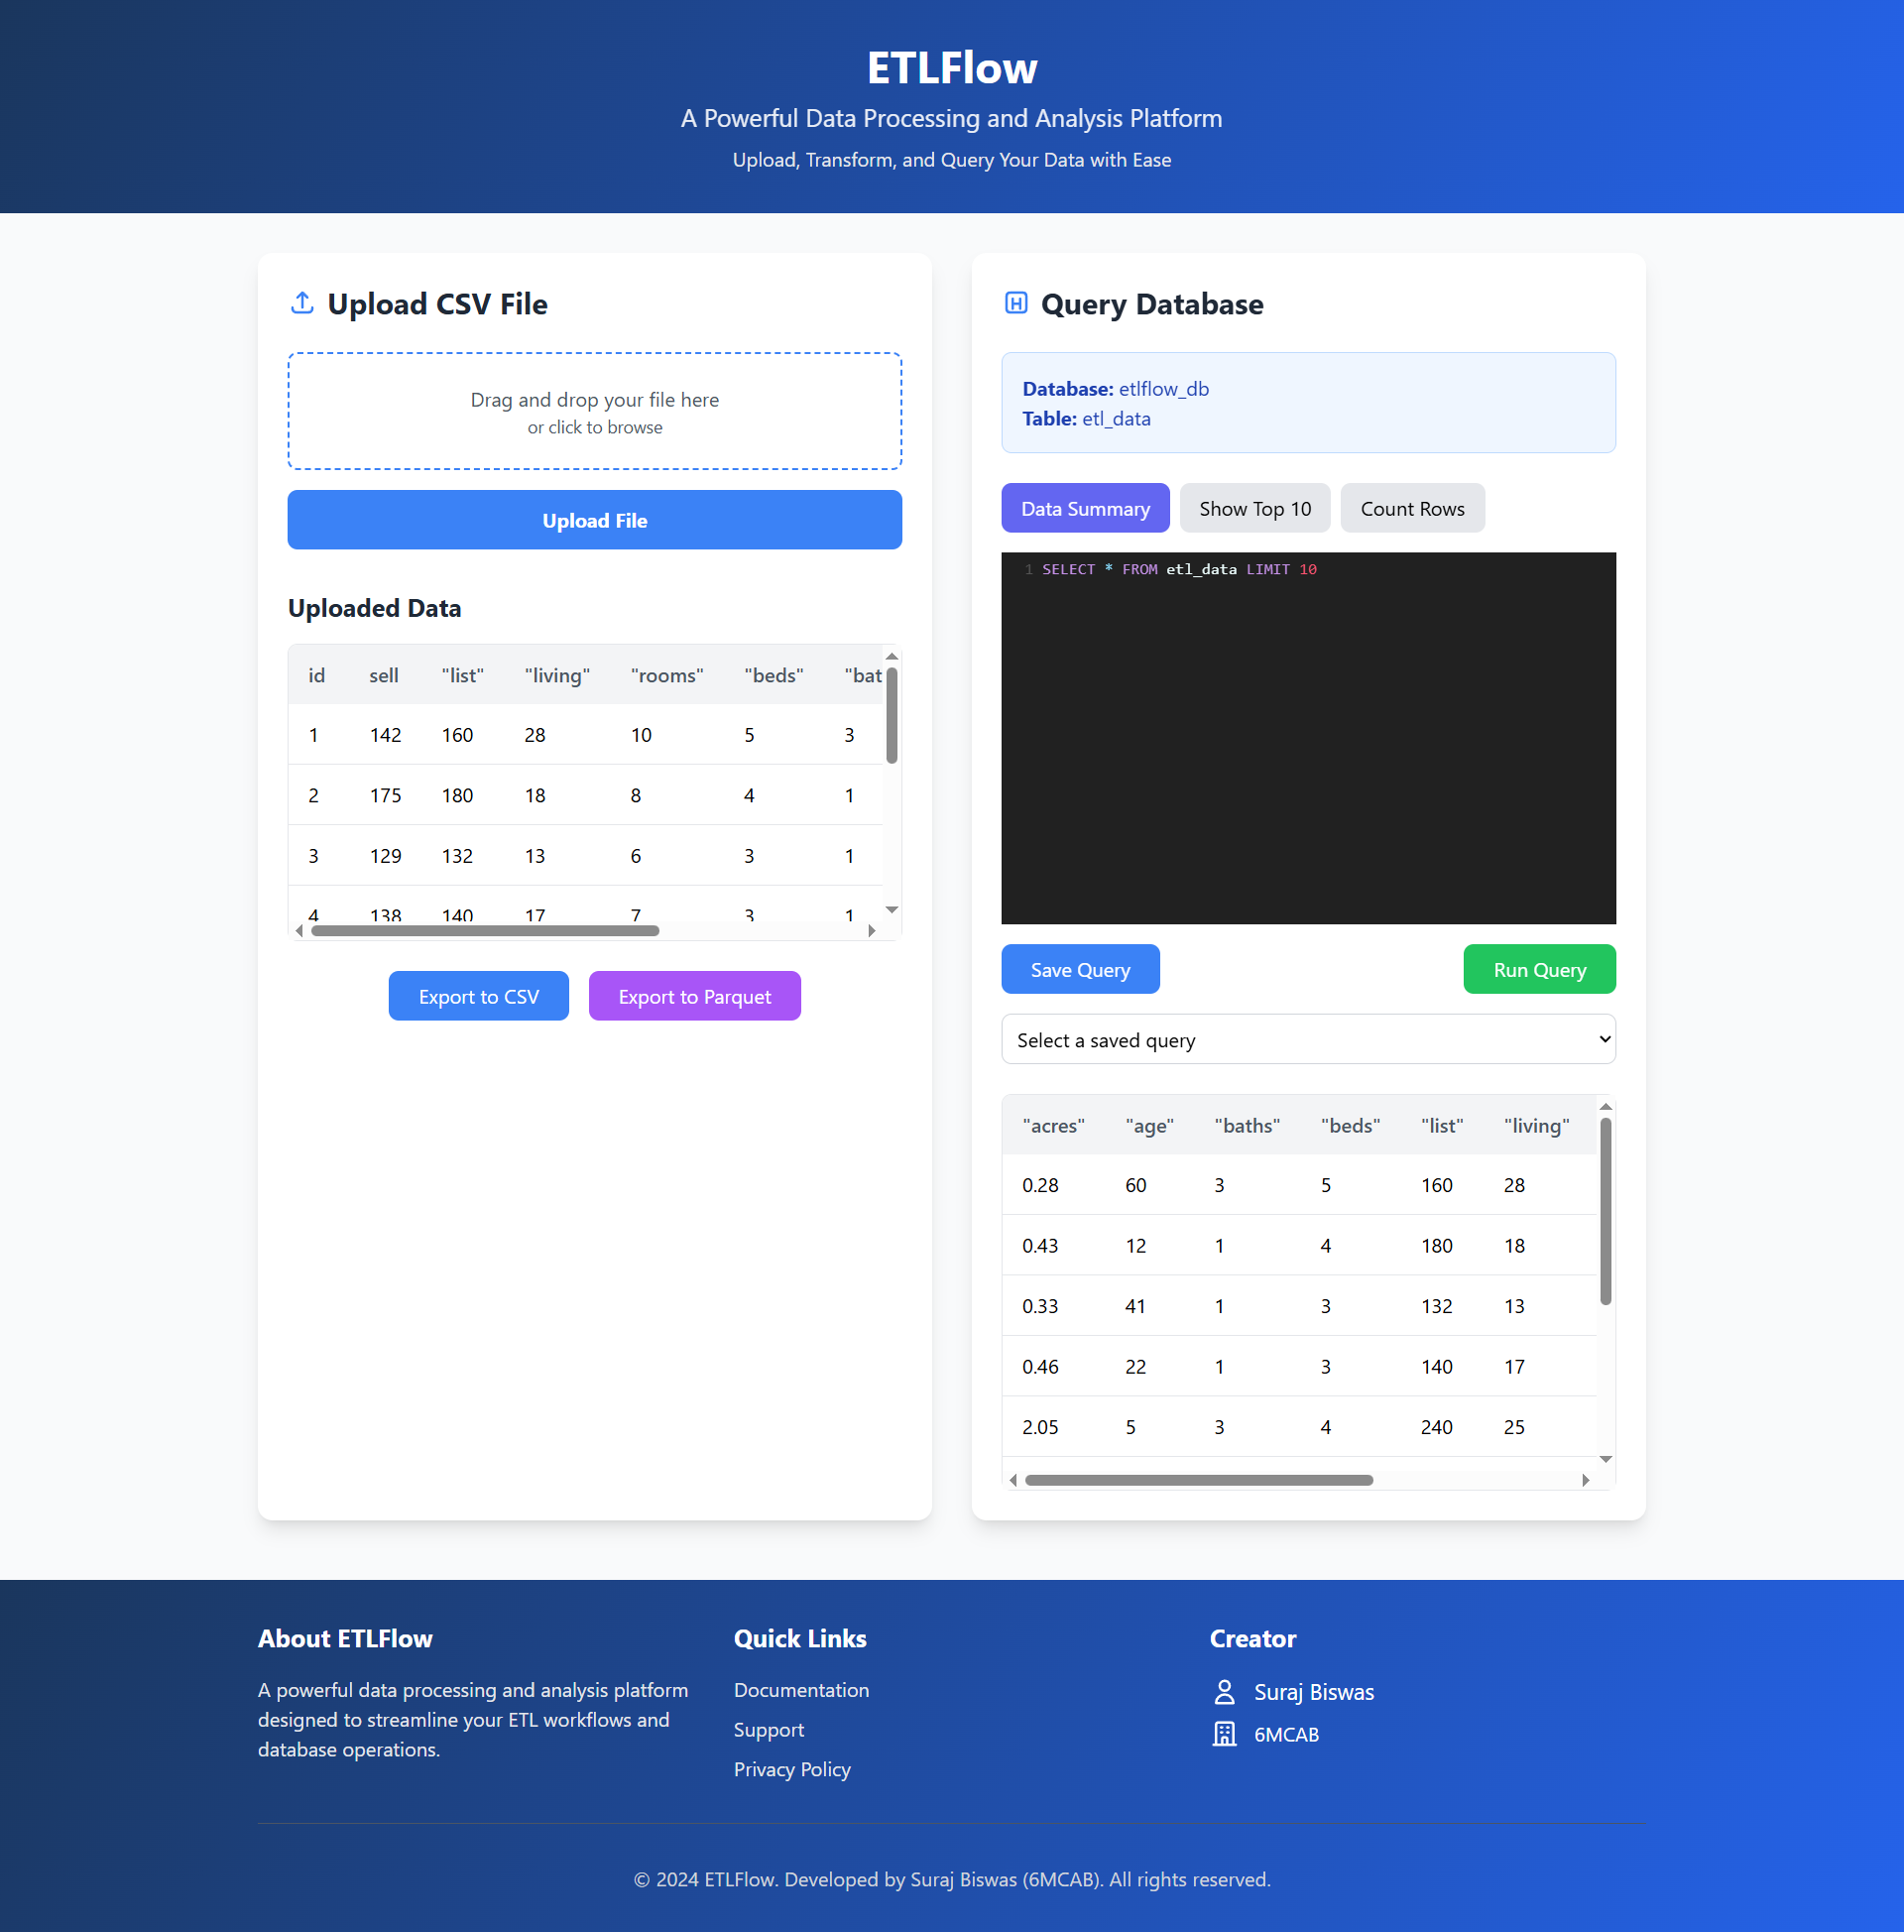 ETLFlow
A Powerful Data Processing and Analysis Platform
Upload, Transform, and Query Your Data with Ease
Upload CSV File
Drag and drop your file here
or click to browse
Upload File
Uploaded Data
id sell "list" "living" "rooms" "beds" "bat
1 142 160 28 10 5 3
2 175 180 18 8 4 1
3 129 132 13 6 3 1
4 138 140 17 7 3 1
Export to CSV Export to Parquet
Query Database
Database: etlflow_db
Table: etl_data
Data Summary Show Top 10 Count Rows
1 SELECT * FROM etl_data LIMIT 10
Save Query Run Query
Select a saved query
"acres" "age" "baths" "beds" "list" "living"
0.28 60 3 5 160 28
0.43 12 1 4 180 18
0.33 41 1 3 132 13
0.46 22 1 3 140 17
2.05 5 3 4 240 25
About ETLFlow
A powerful data processing and analysis platform
designed to streamline your ETL workflows and
database operations.
Quick Links
Documentation
Support
Privacy Policy
Creator
Suraj Biswas
6MCAB
© 2024 ETLFlow. Developed by Suraj Biswas (6MCAB). All rights reserved.